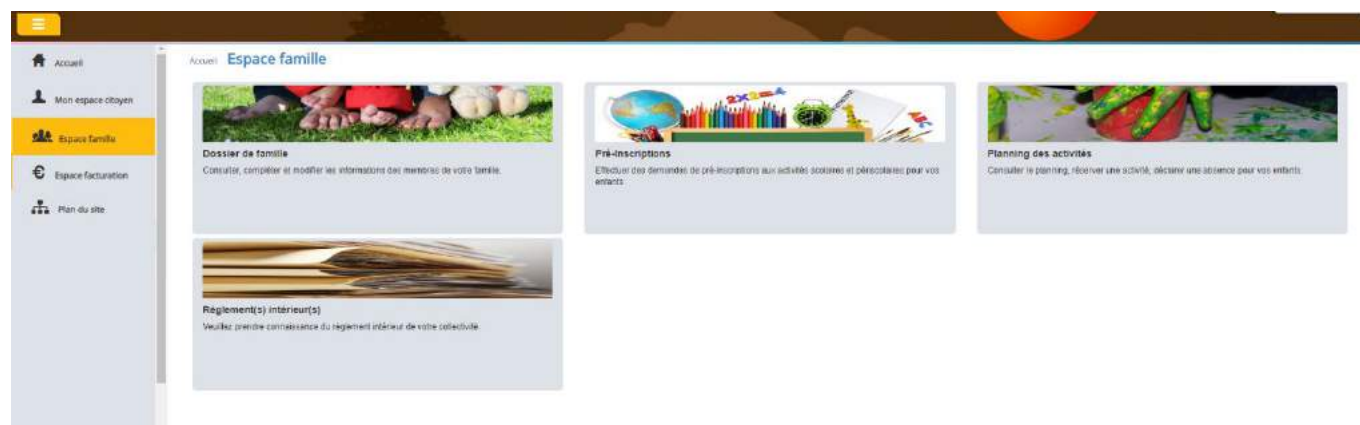 Accueil Espace famille
Accueil
Mon espace citoyen
Espace famille
Espace facturation
Plan du site
Dossier de famille
Consulter, compléter et modifier les informations des membres de votre famille.
2x2=4
ABC
Pré-Inscriptions
Effectuer des demandes de pré-inscriptions aux activités scolaires et périscolaires pour vos
enfants
Planning des activités
Consulter le planning, réserver une activité, déclarer une absence pour vos enfants.
Règlement(s) intérieur(s)
Veuillez prendre connaissance du règlement intérieur de votre collectivité.